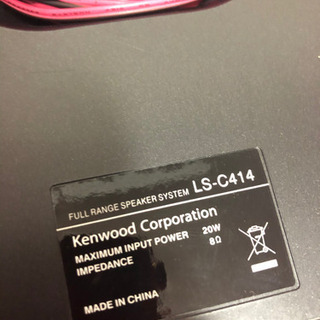 FULL RANGE SPEAKER SYSTEM LS-C414
Kenwood Corporation
MAXIMUM INPUT POWER 20W
IMPEDANCE 8Ω
MADE IN CHINA